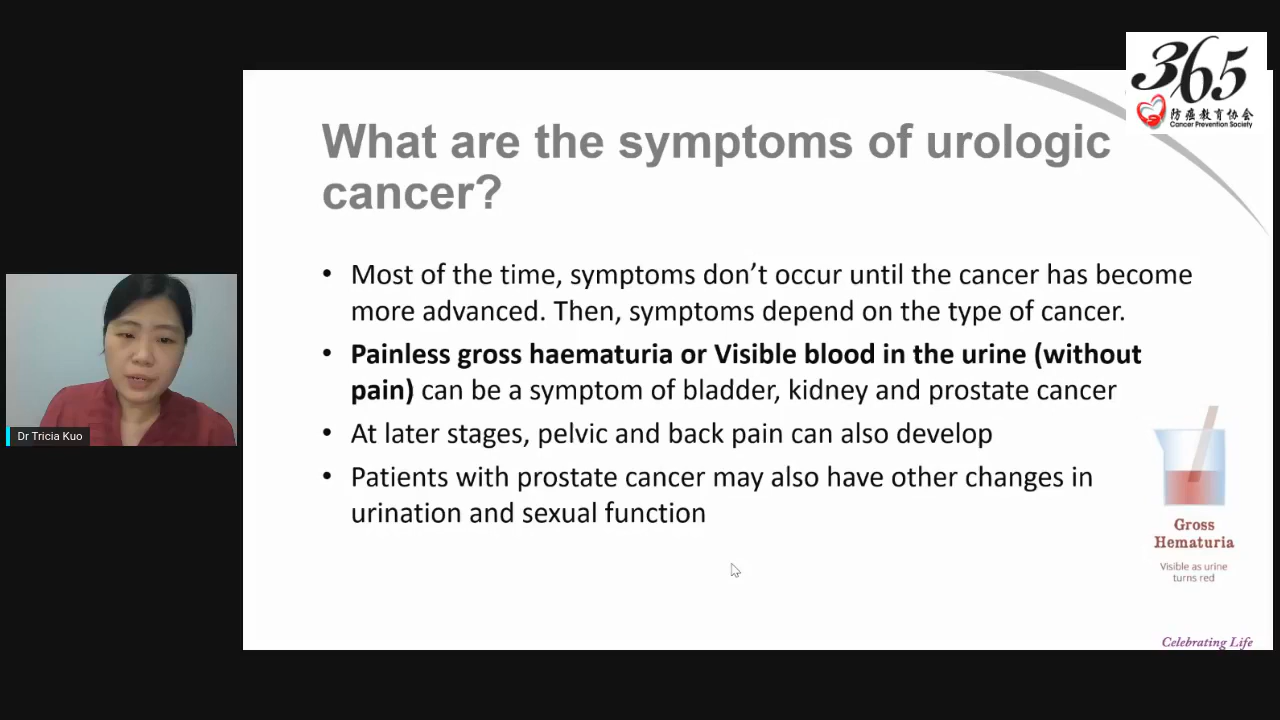 365
防癌教育协会
Cancer Prevention Society
What are the symptoms of urologic
cancer?
• Most of the time, symptoms don’t occur until the cancer has become
more advanced. Then, symptoms depend on the type of cancer.
• Painless gross haematuria or Visible blood in the urine (without
pain) can be a symptom of bladder, kidney and prostate cancer
• At later stages, pelvic and back pain can also develop
• Patients with prostate cancer may also have other changes in
urination and sexual function
Dr Tricia Kuo
Gross
Hematuria
Visible as urine
turns red
Celebrating Life